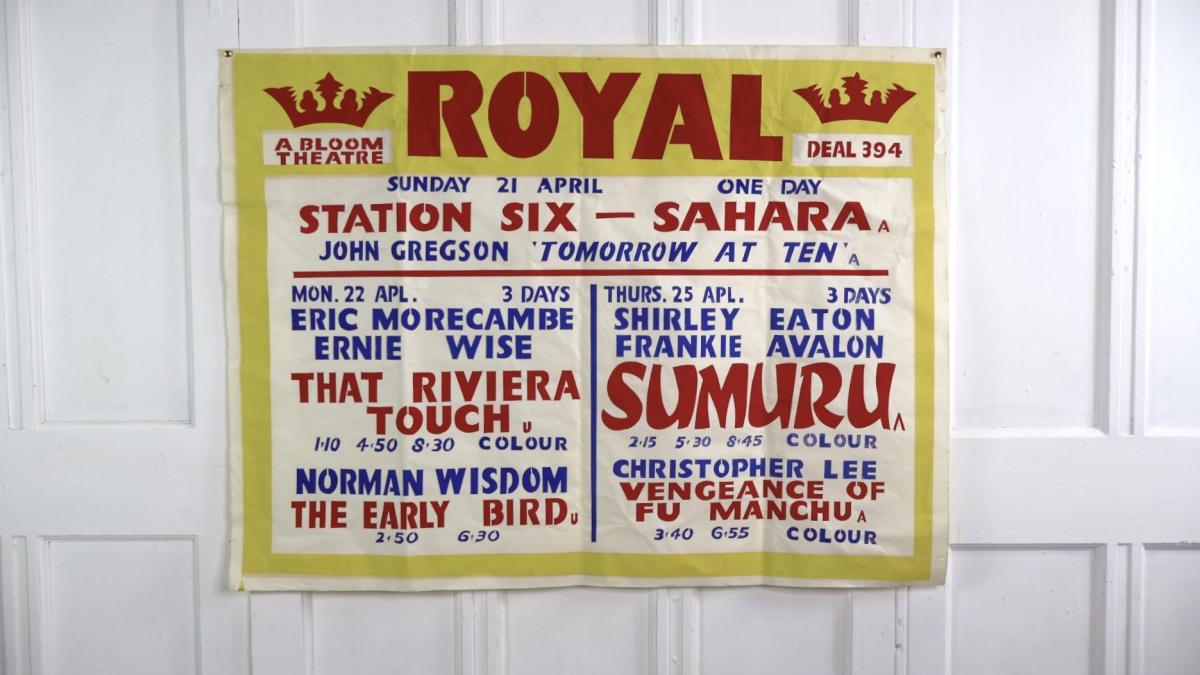 ROYAL
A BLOOM
THEATRE
DEAL 394
SUNDAY 21 APRIL ONE DAY
STATION SIX — SAHARA A
JOHN GREGSON 'TOMORROW AT TEN' A
MON. 22 APL. 3 DAYS
ERIC MORECAMBE
ERNIE WISE
THAT RIVIERA
TOUCH U
1·10 4·50 8·30 COLOUR
NORMAN WISDOM
THE EARLY BIRD U
2·50 6·30
THURS. 25 APL. 3 DAYS
SHIRLEY EATON
FRANKIE AVALON
SUMURU A
2·15 5·30 8·45 COLOUR
CHRISTOPHER LEE
VENGEANCE OF
FU MANCHU A
3·40 6·55 COLOUR